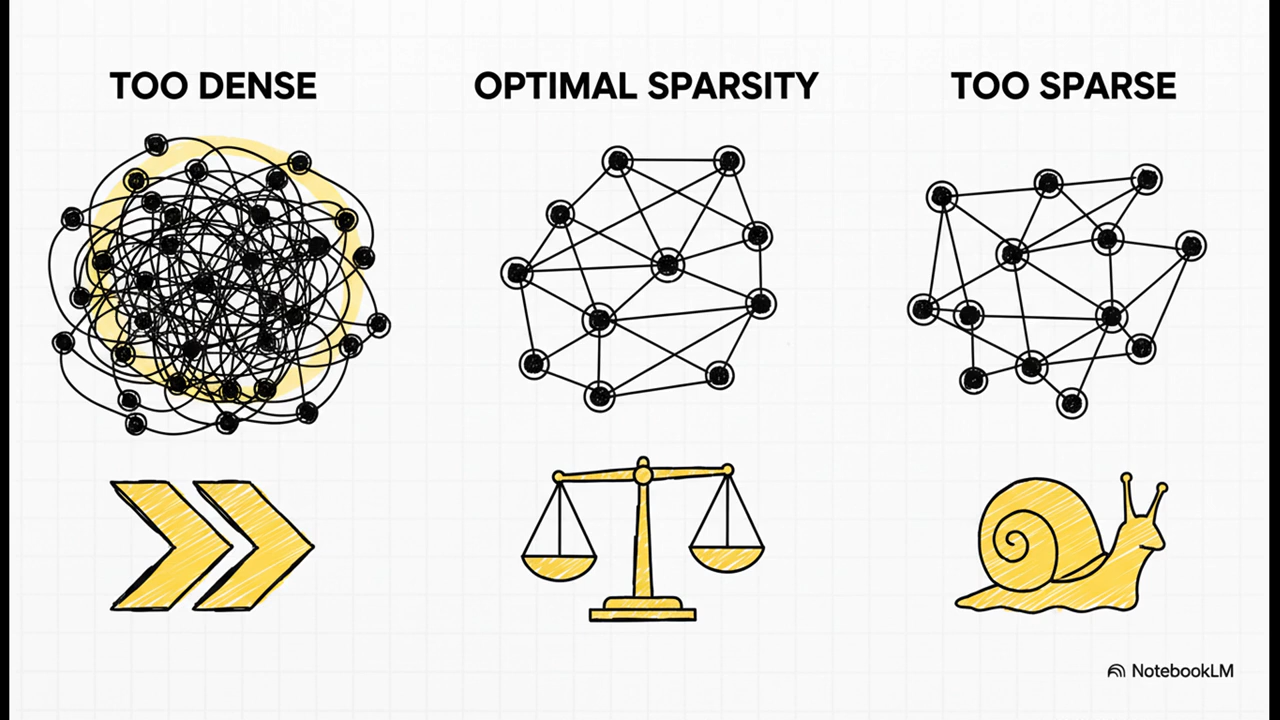 TOO DENSE
OPTIMAL SPARSITY
TOO SPARSE
NotebookLM